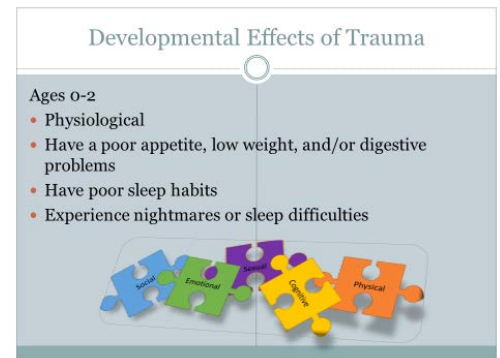 Developmental Effects of Trauma
Ages 0-2
• Physiological
• Have a poor appetite, low weight, and/or digestive
problems
• Have poor sleep habits
• Experience nightmares or sleep difficulties
Social
Emotional
Sexual
Cognitive
Physical